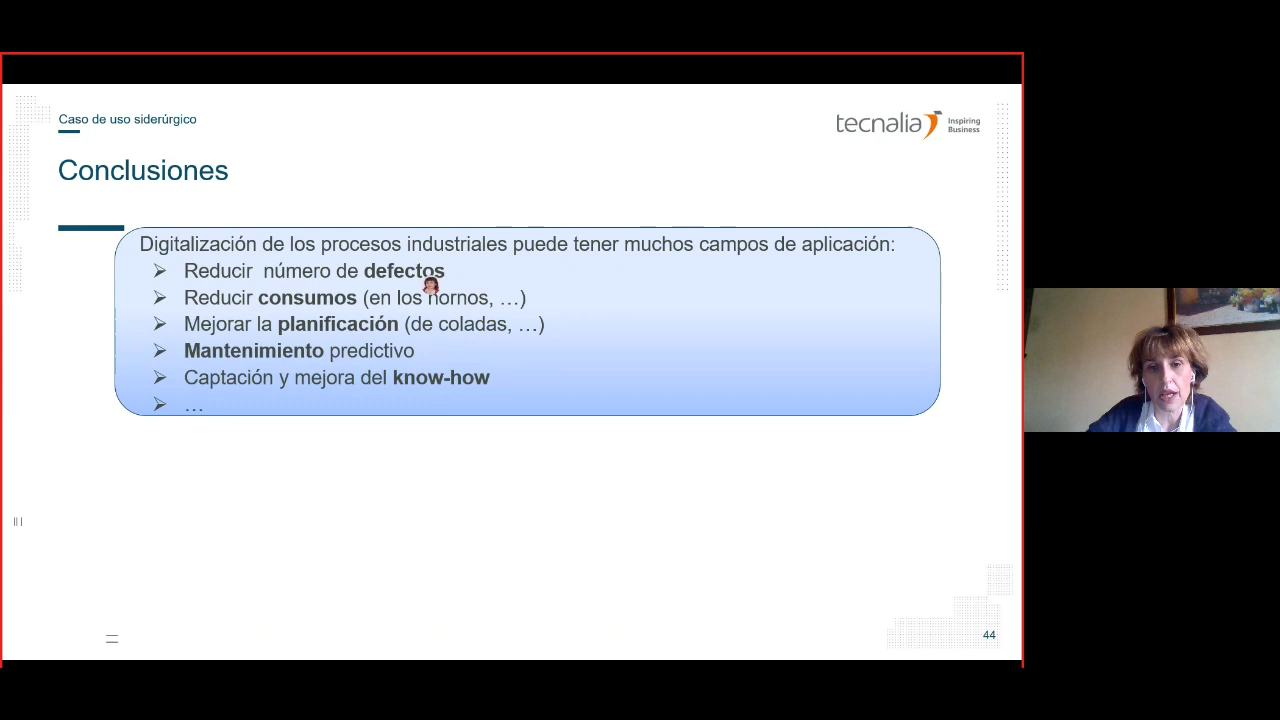 Caso de uso siderúrgico
tecnalia Inspiring Business
Conclusiones
Digitalización de los procesos industriales puede tener muchos campos de aplicación:
Reducir número de defectos
Reducir consumos (en los hornos, …)
Mejorar la planificación (de coladas, …)
Mantenimiento predictivo
Captación y mejora del know-how
…
44